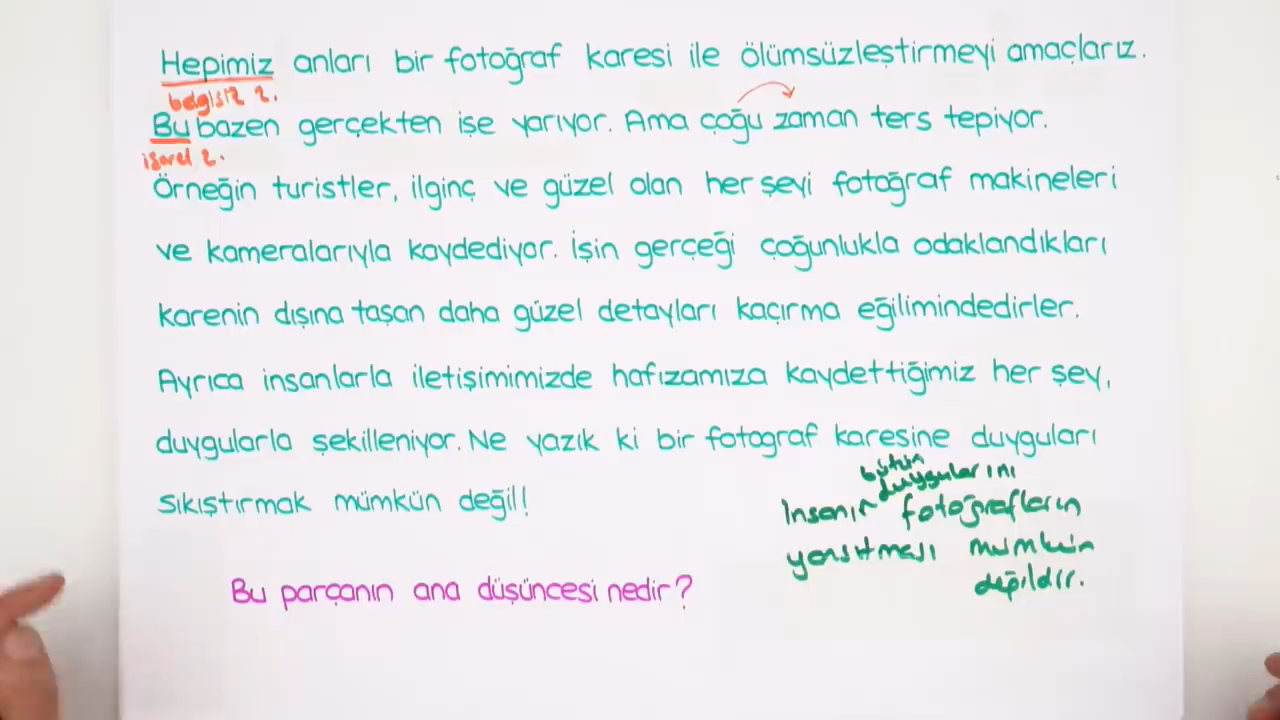 Hepimiz anları bir fotoğraf karesi ile ölümsüzleştirmeyi amaçlarız.
belgisiz z.
Bu bazen gerçekten işe yarıyor. Ama çoğu zaman ters tepiyor.
işaret z.
Örneğin turistler, ilginç ve güzel olan her şeyi fotoğraf makineleri
ve kameralarıyla kaydediyor. İşin gerçeği çoğunlukla odaklandıkları
karenin dışına taşan daha güzel detayları kaçırma eğilimindedirler.
Ayrıca insanlarla iletişimimizde hafızamıza kaydettiğimiz her şey,
duygularla şekilleniyor. Ne yazık ki bir fotograf karesine duyguları
sıkıştırmak mümkün değil!
bütün
İnsanın duygularını fotoğrafların
yansıtması mümkün
değildir.
Bu parçanın ana düşüncesi nedir?